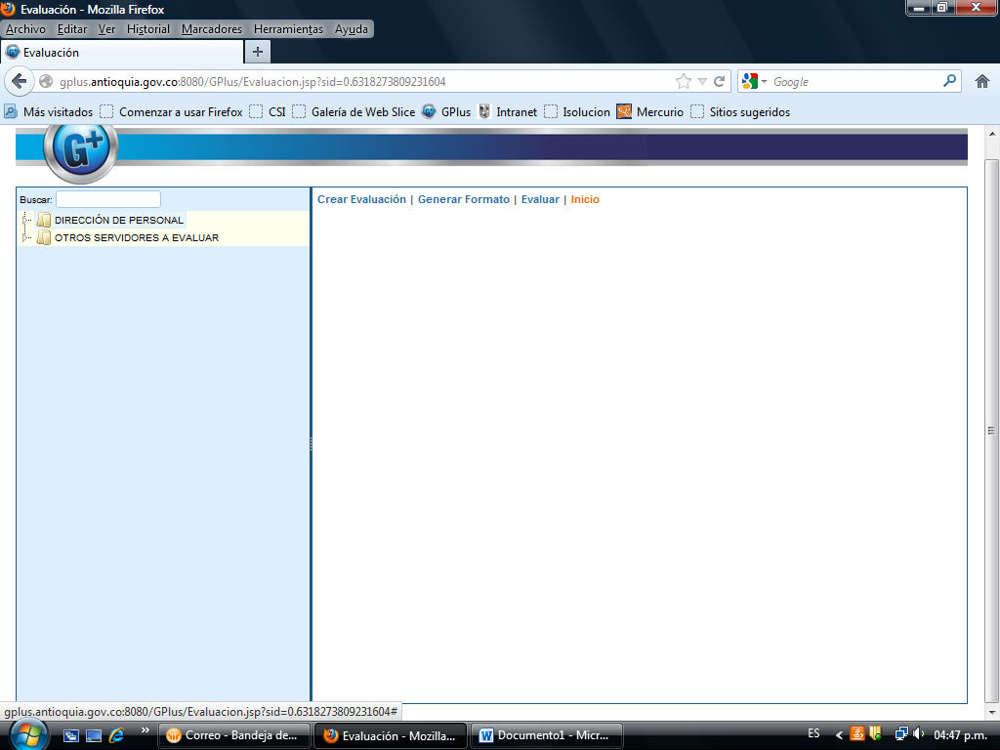 Evaluación - Mozilla Firefox
Archivo Editar Ver Historial Marcadores Herramientas Ayuda
Evaluación
gplus.antioquia.gov.co:8080/GPlus/Evaluacion.jsp?sid=0.6318273809231604 Google
Más visitados Comenzar a usar Firefox CSI Galería de Web Slice GPlus Intranet Isolucion Mercurio Sitios sugeridos
G+
Buscar:
DIRECCIÓN DE PERSONAL
OTROS SERVIDORES A EVALUAR
Crear Evaluación | Generar Formato | Evaluar | Inicio
gplus.antioquia.gov.co:8080/GPlus/Evaluacion.jsp?sid=0.6318273809231604#
Correo - Bandeja de... Evaluación - Mozilla... Documento1 - Micr... ES 04:47 p.m.